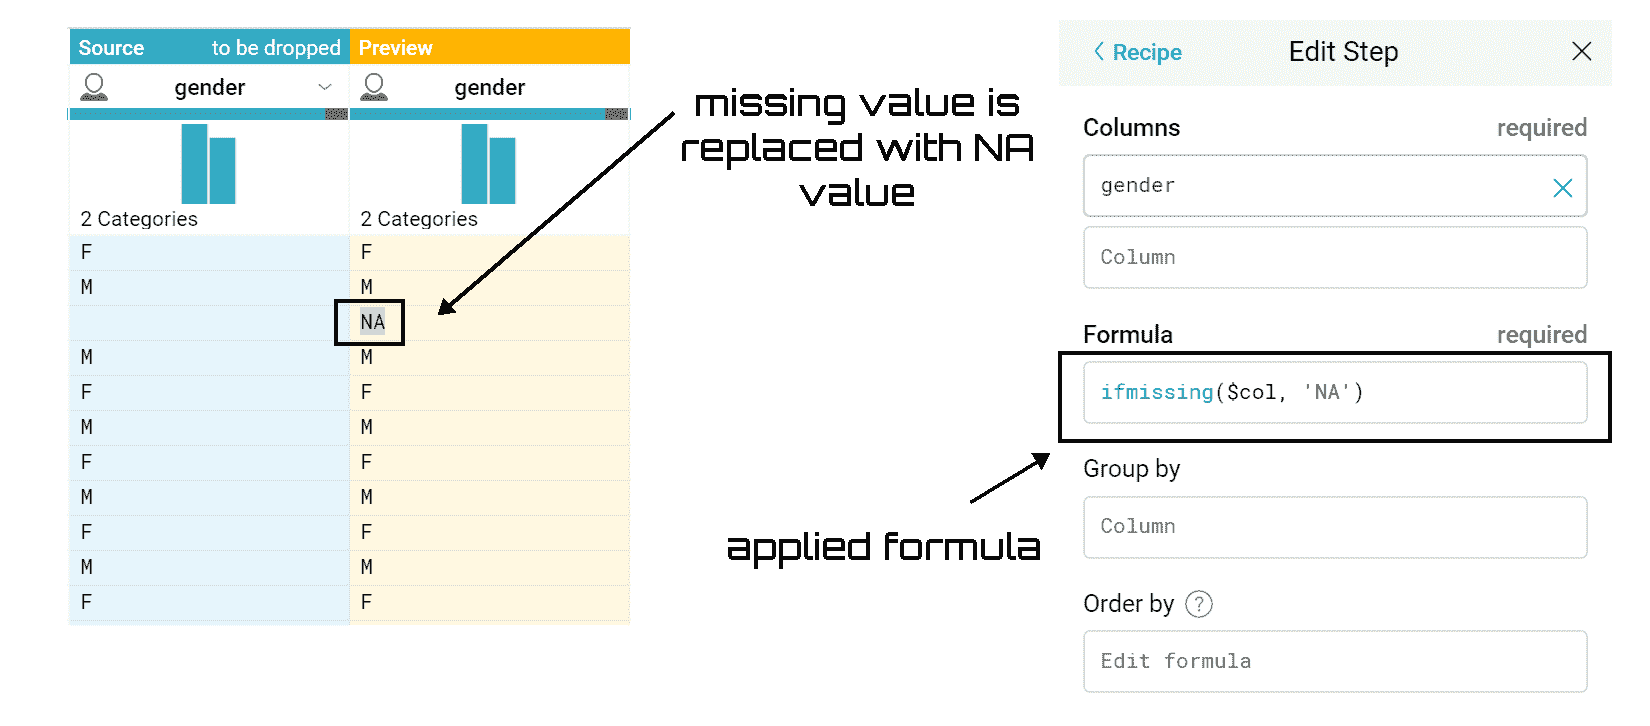 Source to be dropped Preview
gender gender
2 Categories 2 Categories
F F
M M
NA
M M
F F
M M
F F
M M
F F
M M
F F
missing value is
replaced with NA
value
applied formula
Recipe Edit Step
Columns required
gender
Column
Formula required
ifmissing($col, 'NA')
Group by
Column
Order by ?
Edit formula